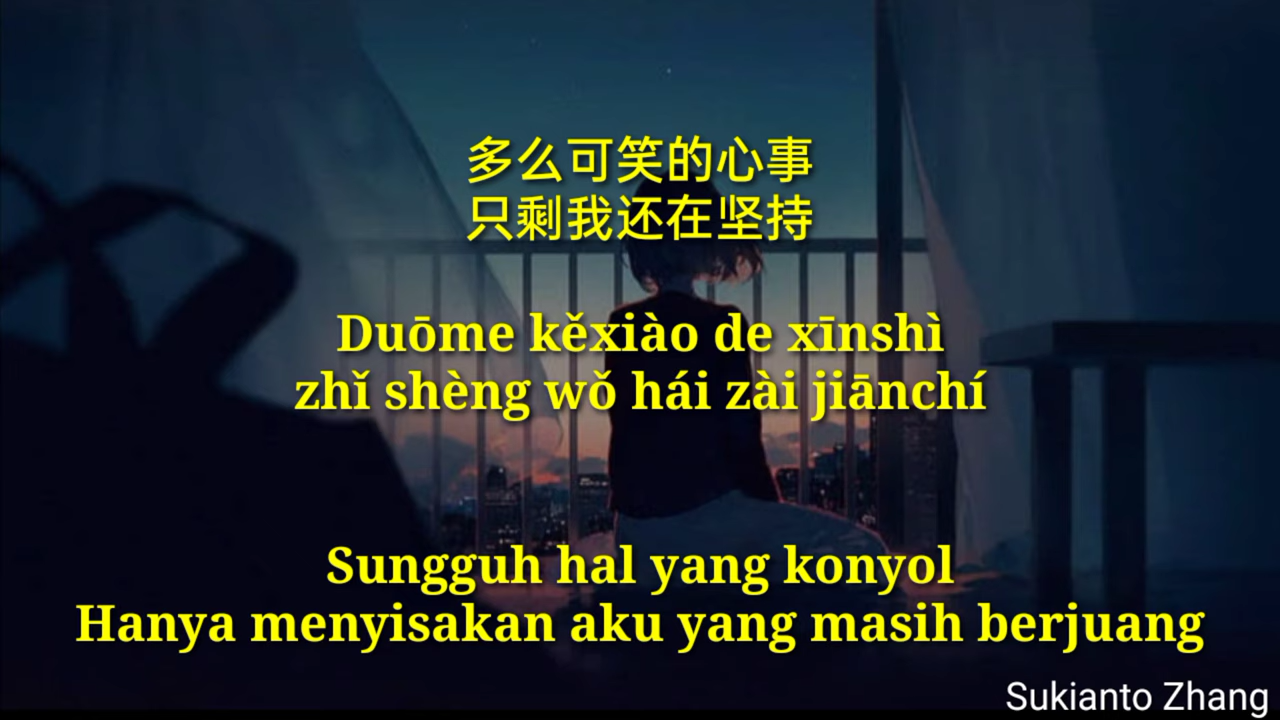 多么可笑的心事
只剩我还在坚持
Duōme kěxiào de xīnshì
zhǐ shèng wǒ hái zài jiānchí
Sungguh hal yang konyol
Hanya menyisakan aku yang masih berjuang
Sukianto Zhang